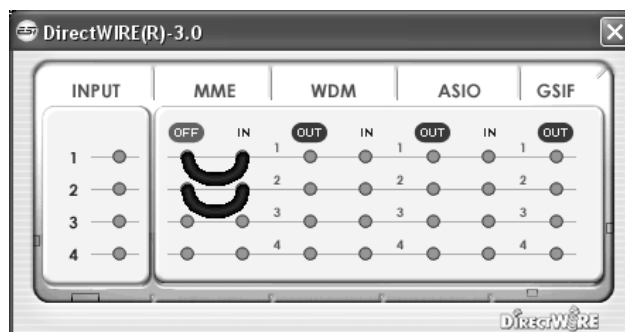 ESI DirectWIRE(R)-3.0
INPUT MME WDM ASIO GSIF
OFF IN OUT IN OUT IN OUT
1 1 1 1
2 2 2 2
3 3 3 3
4 4 4 4
DIRECTWIRE